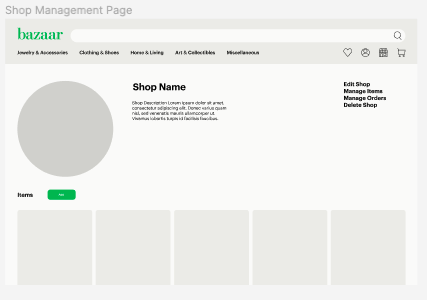 Shop Management Page
bazaar
Jewelry & Accessories Clothing & Shoes Home & Living Art & Collectibles Miscellaneous
Shop Name
Edit Shop
Manage Items
Manage Orders
Delete Shop
Shop Description Lorem ipsum dolor sit amet,
consectetur adipiscing elit. Donec varius quam
nisl, sed venenatis mauris ullamcorper ut.
Vivamus lobortis turpis id facilisis faucibus.
Items